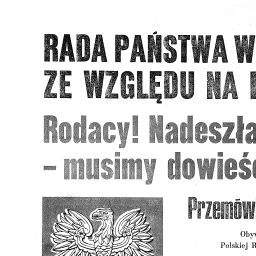 RADA PAŃSTWA W
ZE WZGLĘDU NA
Rodacy! Nadeszła
– musimy dowieść
Przemów
Obyw
Polskiej R